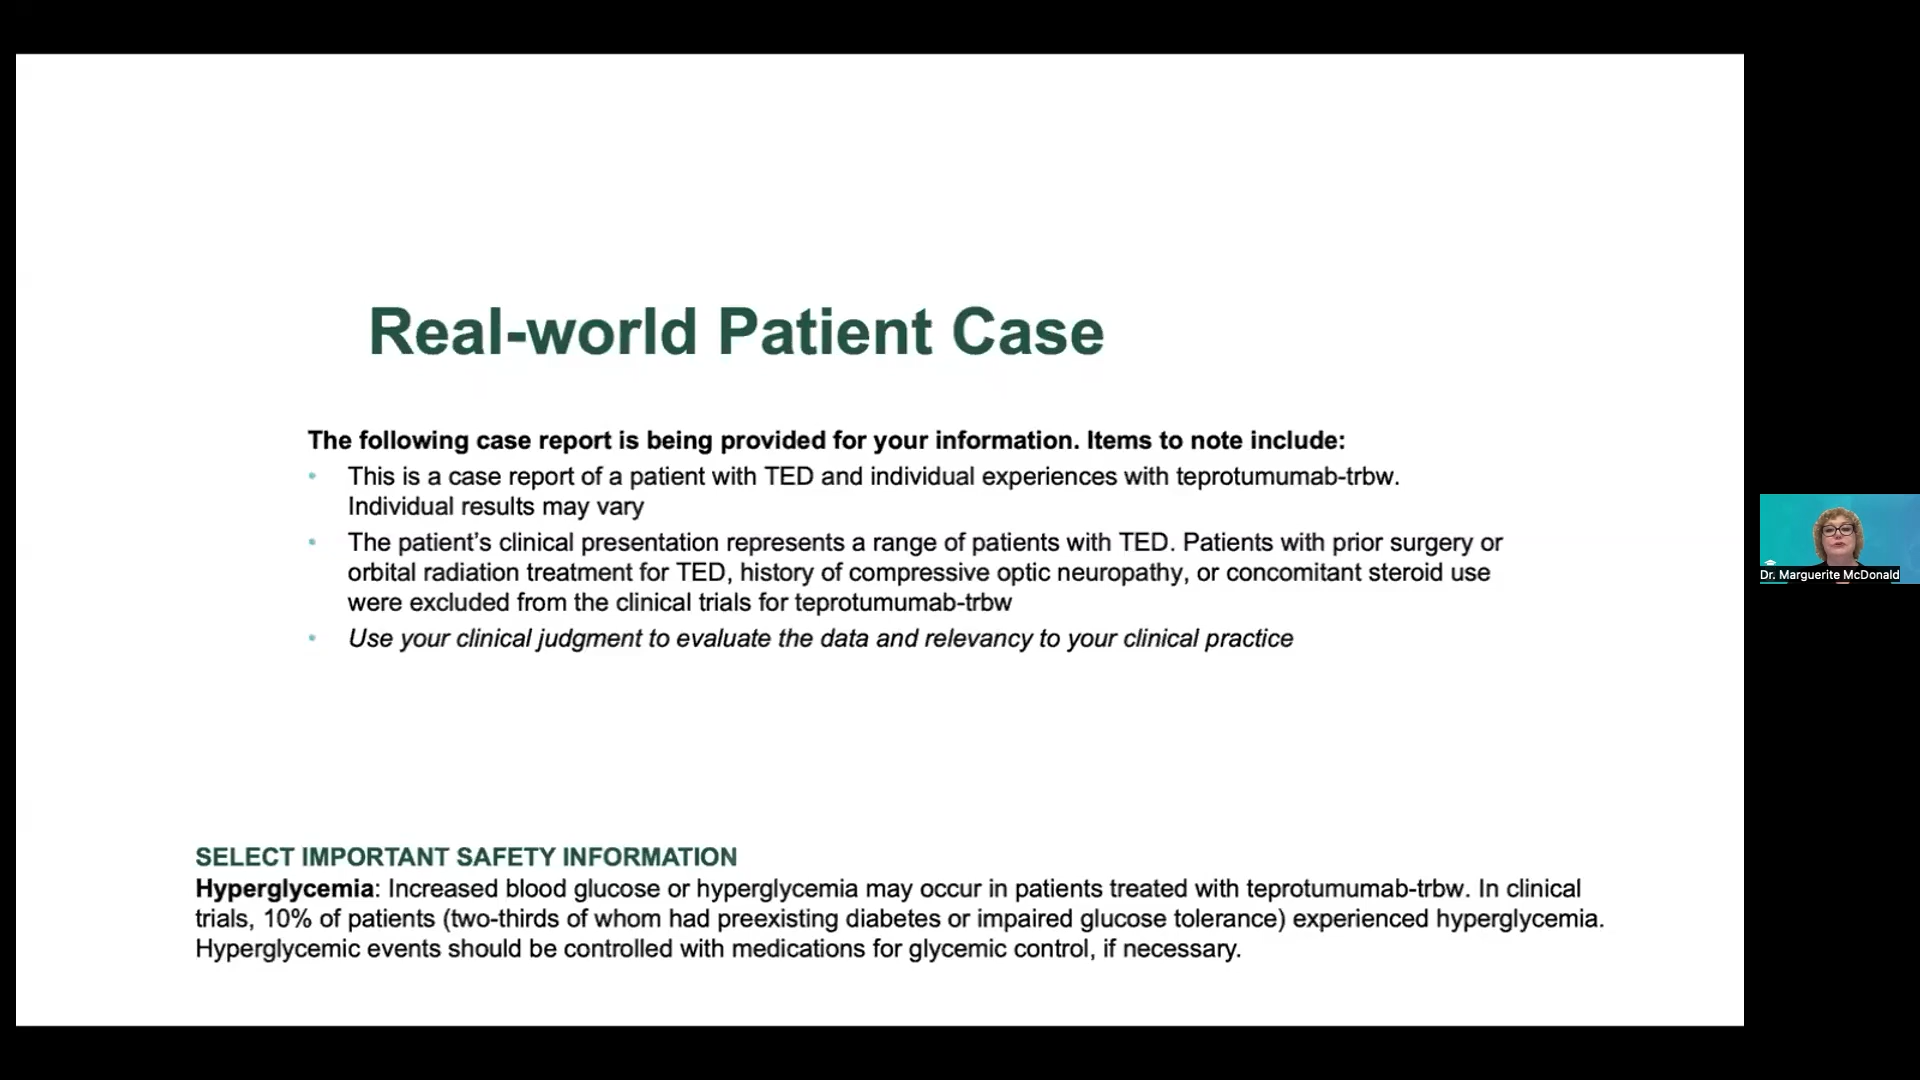 Real-world Patient Case
The following case report is being provided for your information. Items to note include:
• This is a case report of a patient with TED and individual experiences with teprotumumab-trbw.
Individual results may vary
• The patient’s clinical presentation represents a range of patients with TED. Patients with prior surgery or
orbital radiation treatment for TED, history of compressive optic neuropathy, or concomitant steroid use
were excluded from the clinical trials for teprotumumab-trbw
• Use your clinical judgment to evaluate the data and relevancy to your clinical practice
SELECT IMPORTANT SAFETY INFORMATION
Hyperglycemia: Increased blood glucose or hyperglycemia may occur in patients treated with teprotumumab-trbw. In clinical
trials, 10% of patients (two-thirds of whom had preexisting diabetes or impaired glucose tolerance) experienced hyperglycemia.
Hyperglycemic events should be controlled with medications for glycemic control, if necessary.
Dr. Marguerite McDonald